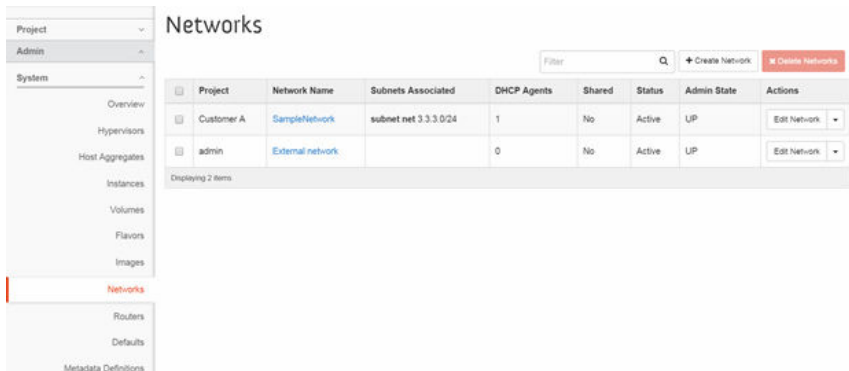 Project
Admin
System
Overview
Hypervisors
Host Aggregates
Instances
Volumes
Flavors
Images
Networks
Routers
Defaults
Metadata Definitions
Networks
Filter
+ Create Network
✖ Delete Networks
Project Network Name Subnets Associated DHCP Agents Shared Status Admin State Actions
Customer A SampleNetwork subnet net 3.3.3.0/24 1 No Active UP Edit Network
admin External network 0 No Active UP Edit Network
Displaying 2 items